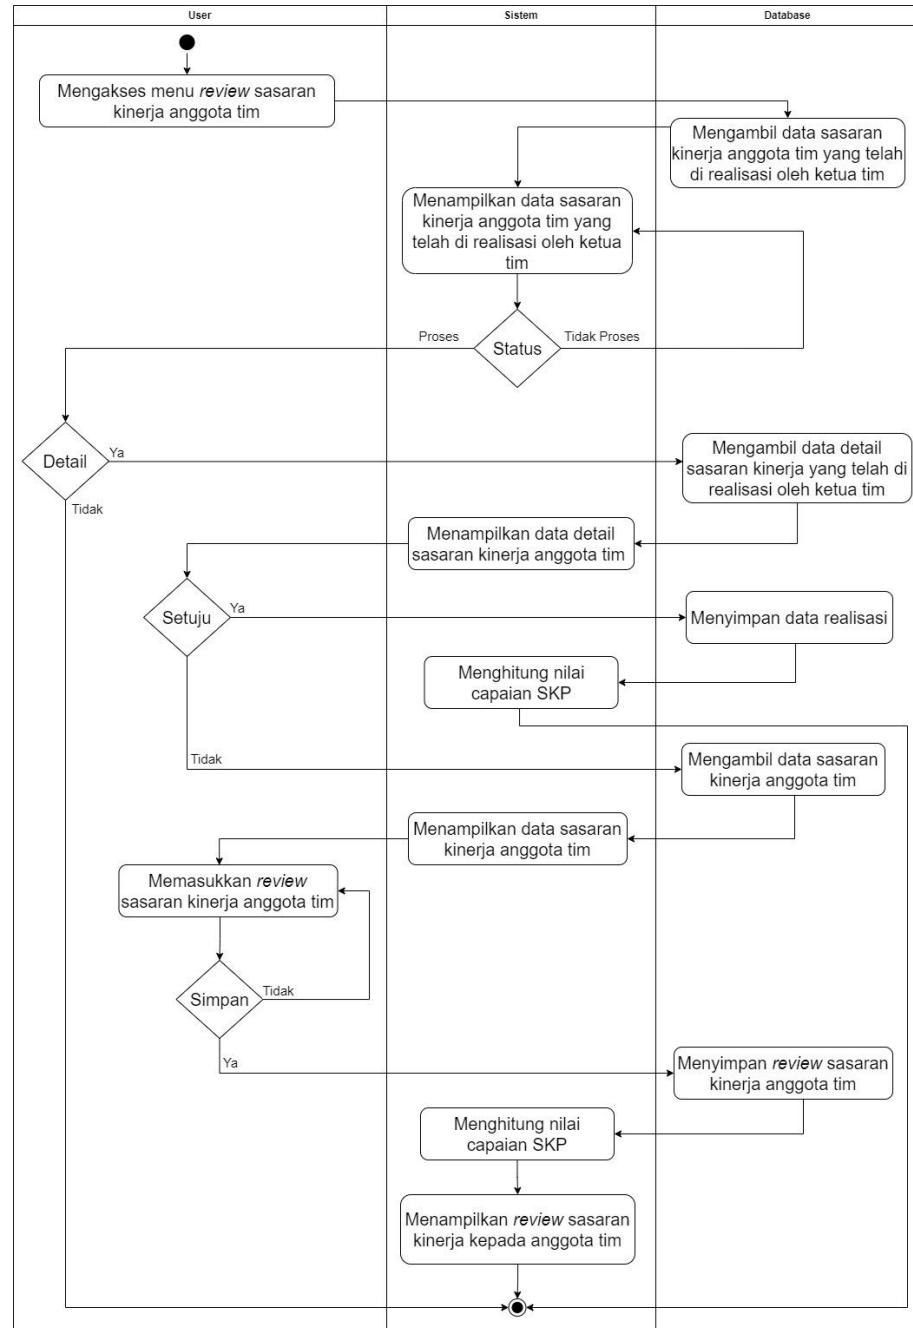 User
Sistem
Database
Mengakses menu review sasaran
kinerja anggota tim
Mengambil data sasaran
kinerja anggota tim yang telah
di realisasi oleh ketua tim
Menampilkan data sasaran
kinerja anggota tim yang
telah di realisasi oleh ketua
tim
Proses
Status
Tidak Proses
Detail
Ya
Tidak
Mengambil data detail
sasaran kinerja yang telah di
realisasi oleh ketua tim
Menampilkan data detail
sasaran kinerja anggota tim
Setuju
Ya
Menyimpan data realisasi
Menghitung nilai
capaian SKP
Tidak
Mengambil data sasaran
kinerja anggota tim
Menampilkan data sasaran
kinerja anggota tim
Memasukkan review
sasaran kinerja anggota tim
Simpan
Tidak
Ya
Menyimpan review sasaran
kinerja anggota tim
Menghitung nilai
capaian SKP
Menampilkan review sasaran
kinerja kepada anggota tim